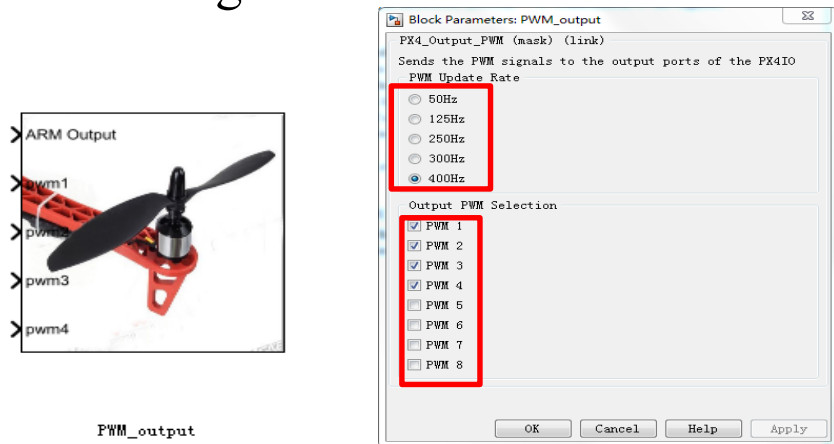 ARM Output
pwm1
pwm2
pwm3
pwm4
PWM_output
Block Parameters: PWM_output
PX4_Output_PWM (mask) (link)
Sends the PWM signals to the output ports of the PX4IO
PWM Update Rate
50Hz
125Hz
250Hz
300Hz
400Hz
Output PWM Selection
PWM 1
PWM 2
PWM 3
PWM 4
PWM 5
PWM 6
PWM 7
PWM 8
OK Cancel Help Apply